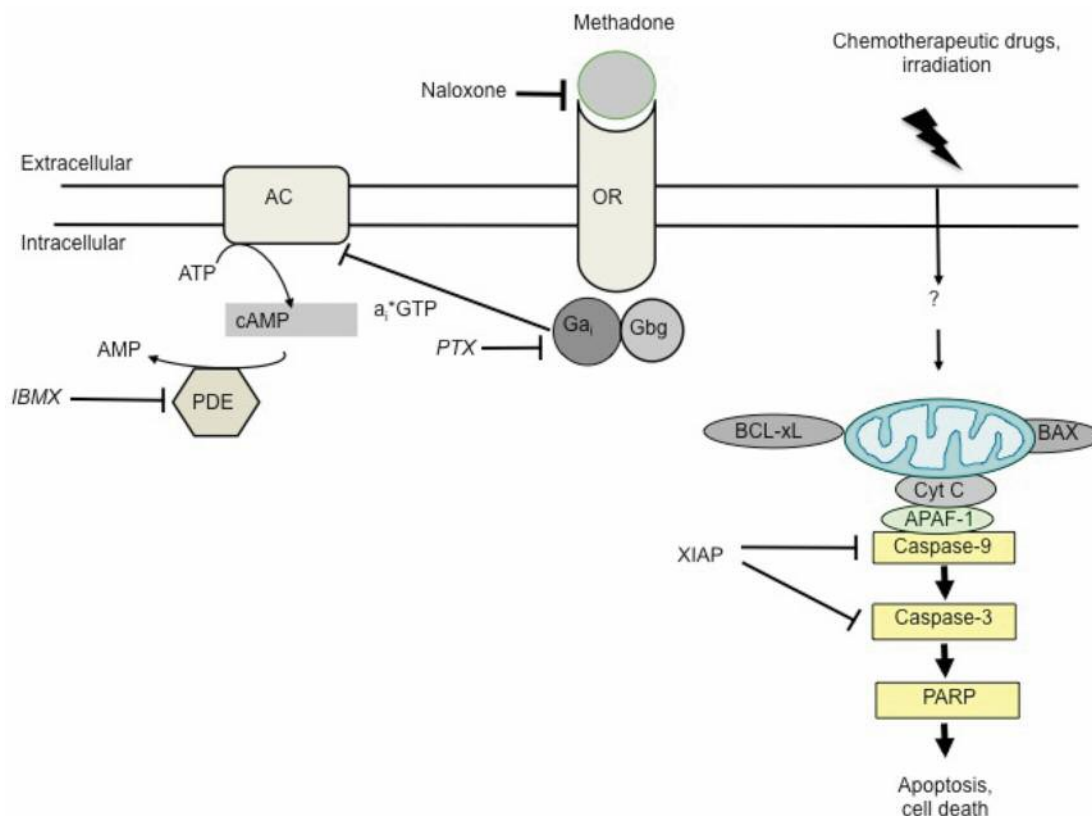 Methadone
Chemotherapeutic drugs,
irradiation
Naloxone
Extracellular
AC
OR
Intracellular
ATP
cAMP
aᵢ*GTP
Gaᵢ
Gbg
PTX
?
AMP
IBMX
PDE
BCL-xL
BAX
Cyt C
APAF-1
XIAP
Caspase-9
Caspase-3
PARP
Apoptosis,
cell death